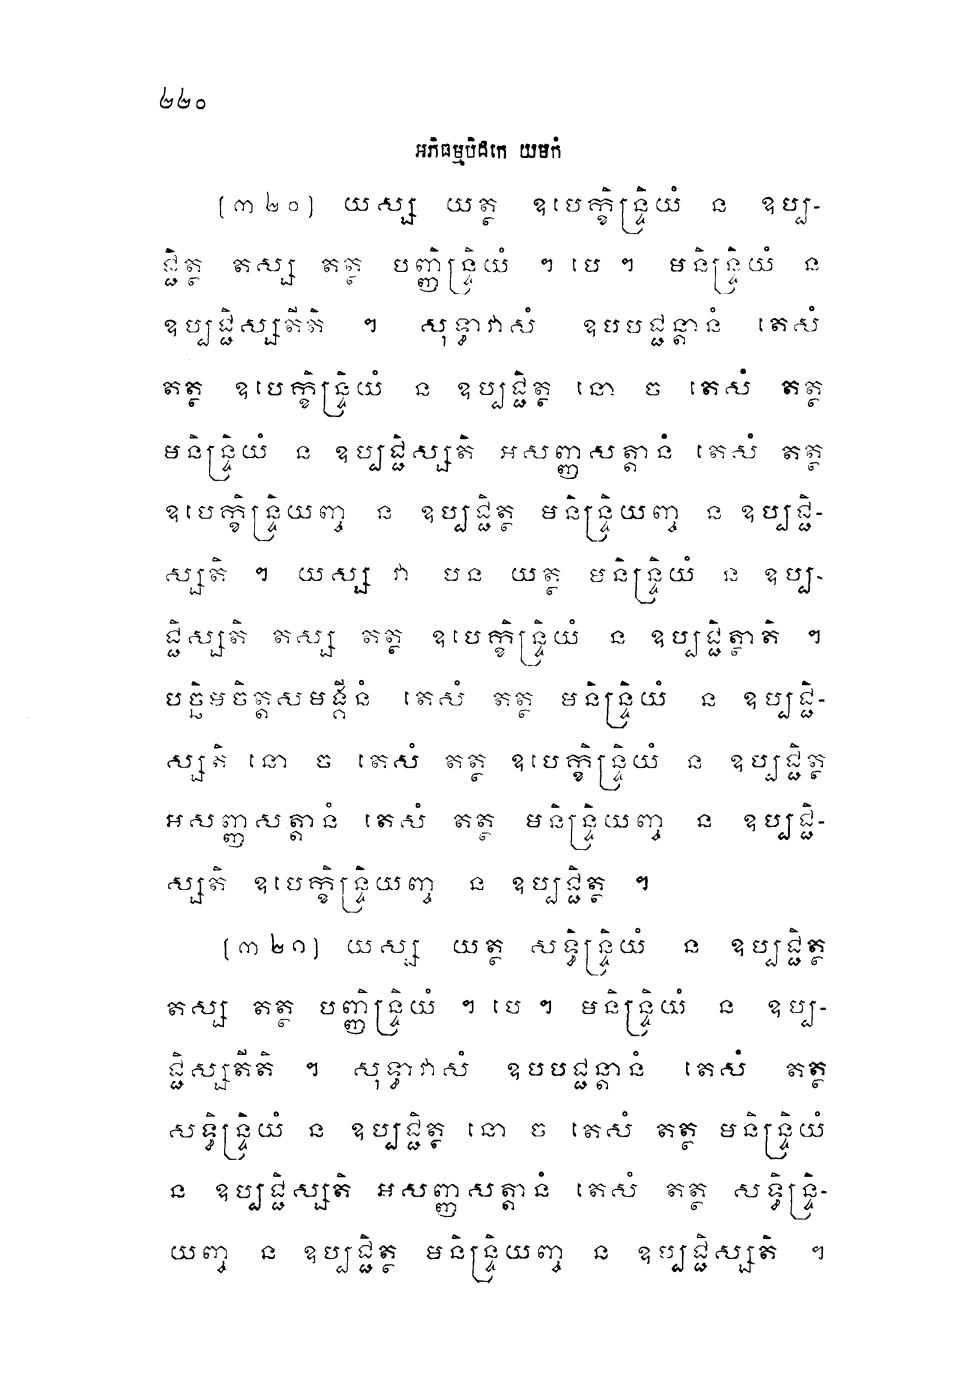 ២២០
អភិធម្មបិដកេ យមកំ
(៣២០) យស្ស យត្ថ ឧបេក្ខិន្ទ្រិយំ ន ឧប្ប-
ជ្ជិត្ថ តស្ស តត្ថ បញ្ញិន្ទ្រិយំ ។ បេ ។ មនិន្ទ្រិយំ ន
ឧប្បជ្ជិស្សតីតិ ។ សុទ្ធាវាសំ ឧបបជ្ជន្តានំ តេសំ
តត្ថ ឧបេក្ខិន្ទ្រិយំ ន ឧប្បជ្ជិត្ថ នោ ច តេសំ តត្ថ
មនិន្ទ្រិយំ ន ឧប្បជ្ជិស្សតិ អសញ្ញសត្តានំ តេសំ តត្ថ
ឧបេក្ខិន្ទ្រិយញ្ច ន ឧប្បជ្ជិត្ថ មនិន្ទ្រិយញ្ច ន ឧប្បជ្ជិ-
ស្សតិ ។ យស្ស វា បន យត្ថ មនិន្ទ្រិយំ ន ឧប្ប-
ជ្ជិស្សតិ តស្ស តត្ថ ឧបេក្ខិន្ទ្រិយំ ន ឧប្បជ្ជិត្ថាតិ ។
បច្ឆិមចិត្តសមង្គីនំ តេសំ តត្ថ មនិន្ទ្រិយំ ន ឧប្បជ្ជិ-
ស្សតិ នោ ច តេសំ តត្ថ ឧបេក្ខិន្ទ្រិយំ ន ឧប្បជ្ជិត្ថ
អសញ្ញសត្តានំ តេសំ តត្ថ មនិន្ទ្រិយញ្ច ន ឧប្បជ្ជិ-
ស្សតិ ឧបេក្ខិន្ទ្រិយញ្ច ន ឧប្បជ្ជិត្ថ ។
(៣២១) យស្ស យត្ថ សទ្ធិន្ទ្រិយំ ន ឧប្បជ្ជិត្ថ
តស្ស តត្ថ បញ្ញិន្ទ្រិយំ ។ បេ ។ មនិន្ទ្រិយំ ន ឧប្ប-
ជ្ជិស្សតីតិ ។ សុទ្ធាវាសំ ឧបបជ្ជន្តានំ តេសំ តត្ថ
សទ្ធិន្ទ្រិយំ ន ឧប្បជ្ជិត្ថ នោ ច តេសំ តត្ថ មនិន្ទ្រិយំ
ន ឧប្បជ្ជិស្សតិ អសញ្ញសត្តានំ តេសំ តត្ថ សទ្ធិន្ទ្រិ-
យញ្ច ន ឧប្បជ្ជិត្ថ មនិន្ទ្រិយញ្ច ន ឧប្បជ្ជិស្សតិ ។